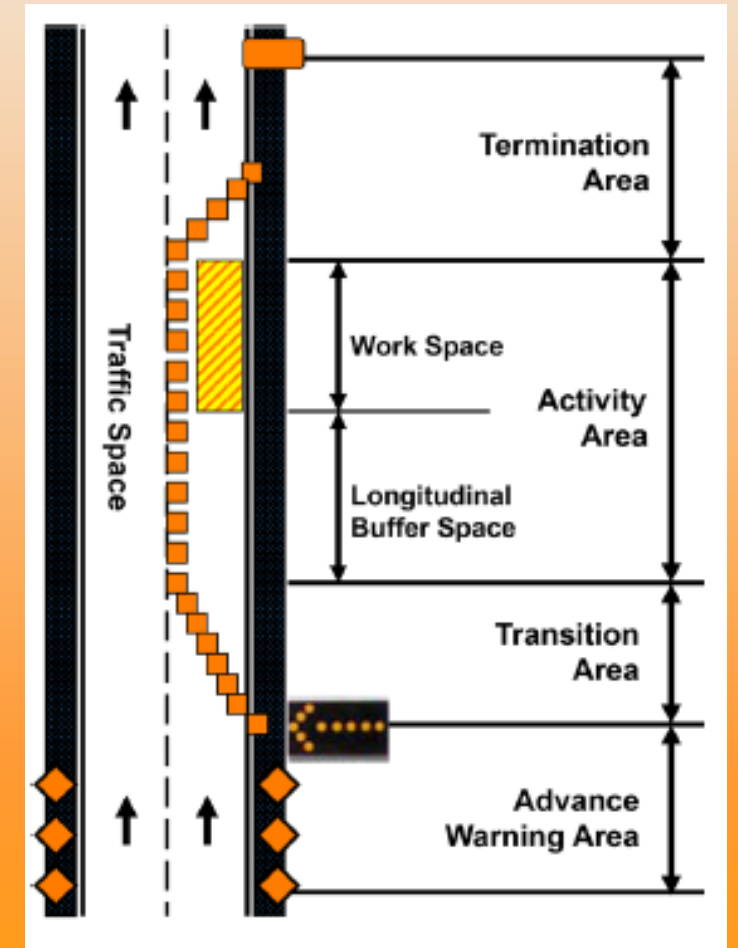 Termination
Area
Work Space
Activity
Area
Traffic Space
Longitudinal
Buffer Space
Transition
Area
Advance
Warning Area